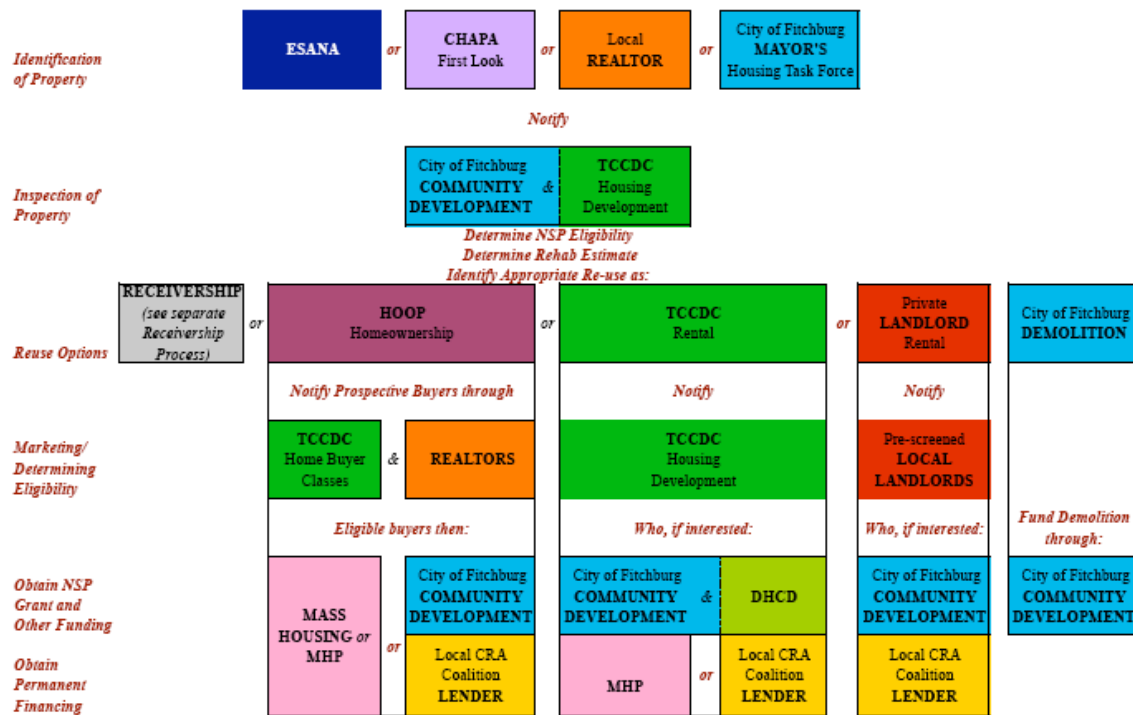 Identification
of Property
ESANA
or
CHAPA
First Look
or
Local
REALTOR
or
City of Fitchburg
MAYOR'S
Housing Task Force
Notify
Inspection of
Property
City of Fitchburg
COMMUNITY
DEVELOPMENT
&
TCCDC
Housing
Development
Determine NSP Eligibility
Determine Rehab Estimate
Identify Appropriate Re-use as:
Reuse Options
RECEIVERSHIP
(see separate
Receivership
Process)
or
HOOP
Homeownership
or
TCCDC
Rental
or
Private
LANDLORD
Rental
City of Fitchburg
DEMOLITION
Notify Prospective Buyers through
Notify
Notify
Marketing/
Determining
Eligibility
TCCDC
Home Buyer
Classes
&
REALTORS
TCCDC
Housing
Development
Pre-screened
LOCAL
LANDLORDS
Eligible buyers then:
Who, if interested:
Who, if interested:
Fund Demolition
through:
Obtain NSP
Grant and
Other Funding
MASS
HOUSING or
MHP
or
City of Fitchburg
COMMUNITY
DEVELOPMENT
City of Fitchburg
COMMUNITY
DEVELOPMENT
&
DHCD
City of Fitchburg
COMMUNITY
DEVELOPMENT
City of Fitchburg
COMMUNITY
DEVELOPMENT
Obtain
Permanent
Financing
Local CRA
Coalition
LENDER
MHP
or
Local CRA
Coalition
LENDER
Local CRA
Coalition
LENDER